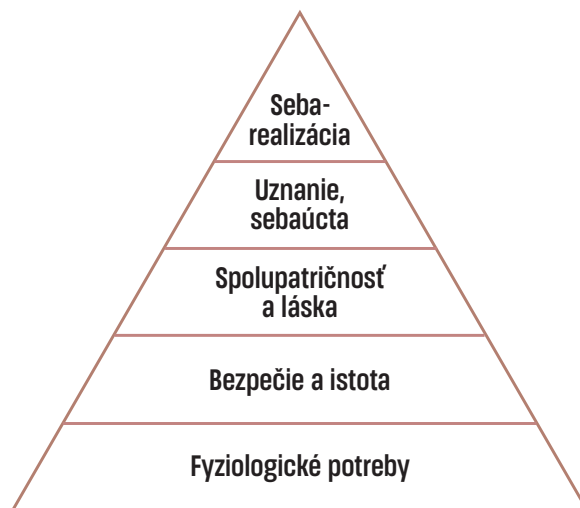 Seba-
realizácia
Uznanie,
sebaúcta
Spolupatričnosť
a láska
Bezpečie a istota
Fyziologické potreby